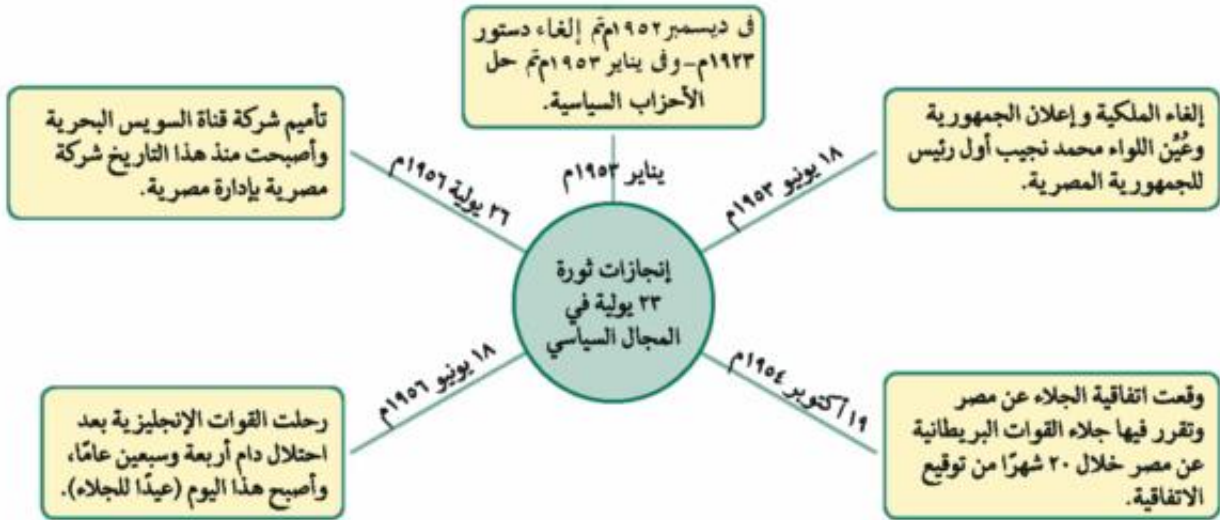 إنجازات ثورة
٢٣ يولية في
المجال السياسي
يناير ١٩٥٣م
فى ديسمبر ١٩٥٢م تم إلغاء دستور
١٩٢٣م - وفى يناير ١٩٥٣م تم حل
الأحزاب السياسية.
١٨ يونيو ١٩٥٣م
إلغاء الملكية وإعلان الجمهورية
وعُيِّن اللواء محمد نجيب أول رئيس
للجمهورية المصرية.
١٩ أكتوبر ١٩٥٤م
وقعت اتفاقية الجلاء عن مصر
وتقرر فيها جلاء القوات البريطانية
عن مصر خلال ٢٠ شهرًا من توقيع
الاتفاقية.
١٨ يونيو ١٩٥٦م
رحلت القوات الإنجليزية بعد
احتلال دام أربعة وسبعين عامًا،
وأصبح هذا اليوم (عيدًا للجلاء).
٢٦ يولية ١٩٥٦م
تأميم شركة قناة السويس البحرية
وأصبحت منذ هذا التاريخ شركة
مصرية بإدارة مصرية.